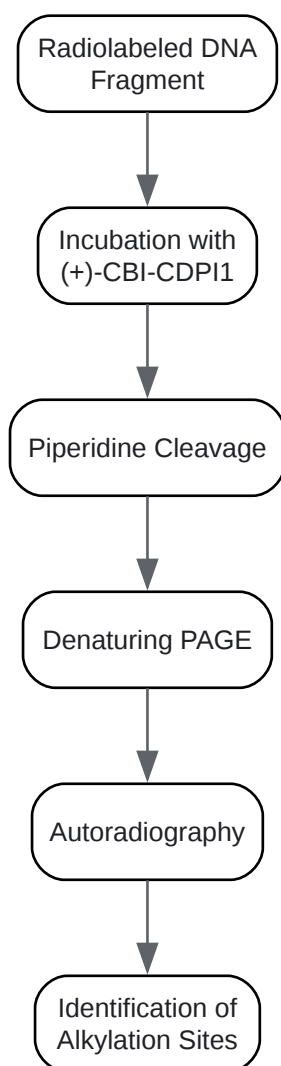 Radiolabeled DNA
Fragment
Incubation with
(+)-CBI-CDPI1
Piperidine Cleavage
Denaturing PAGE
Autoradiography
Identification of
Alkylation Sites